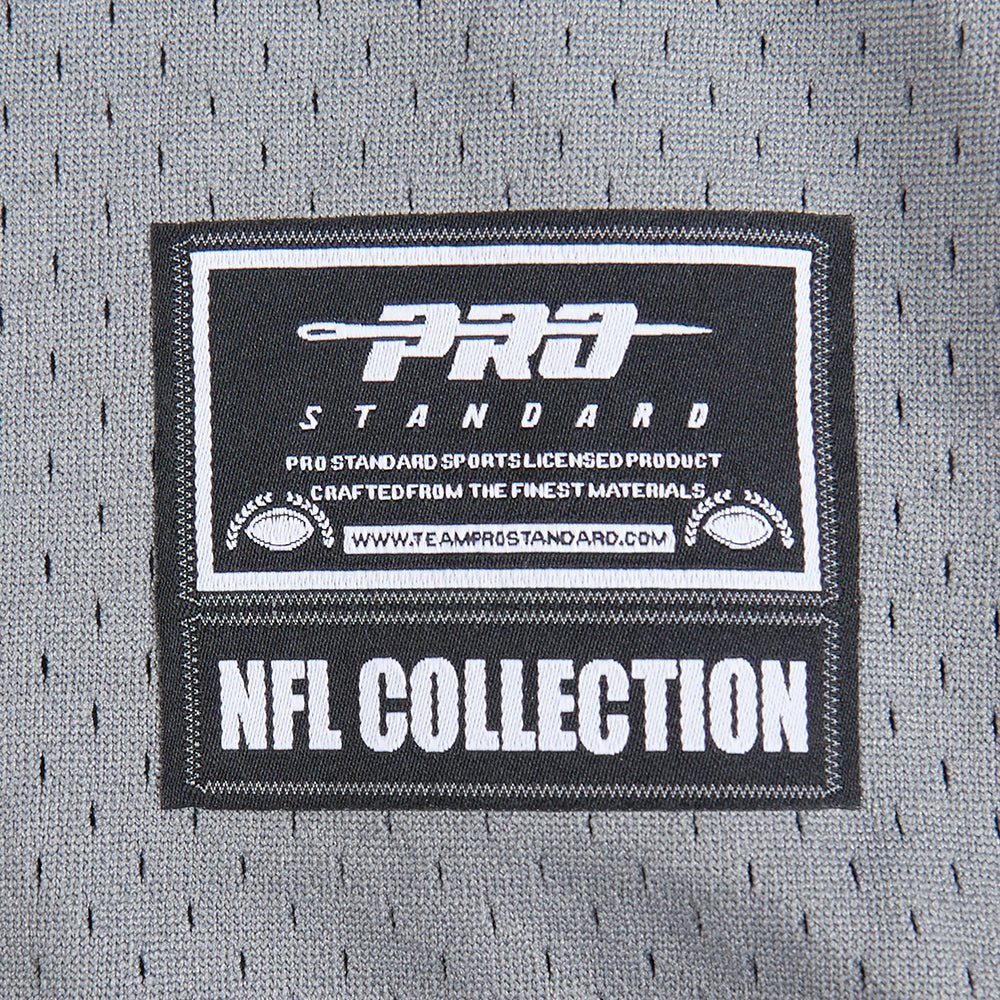 PRO
STANDARD
PRO STANDARD SPORTS LICENSED PRODUCT
CRAFTED FROM THE FINEST MATERIALS
WWW.TEAMPROSTANDARD.COM
NFL COLLECTION